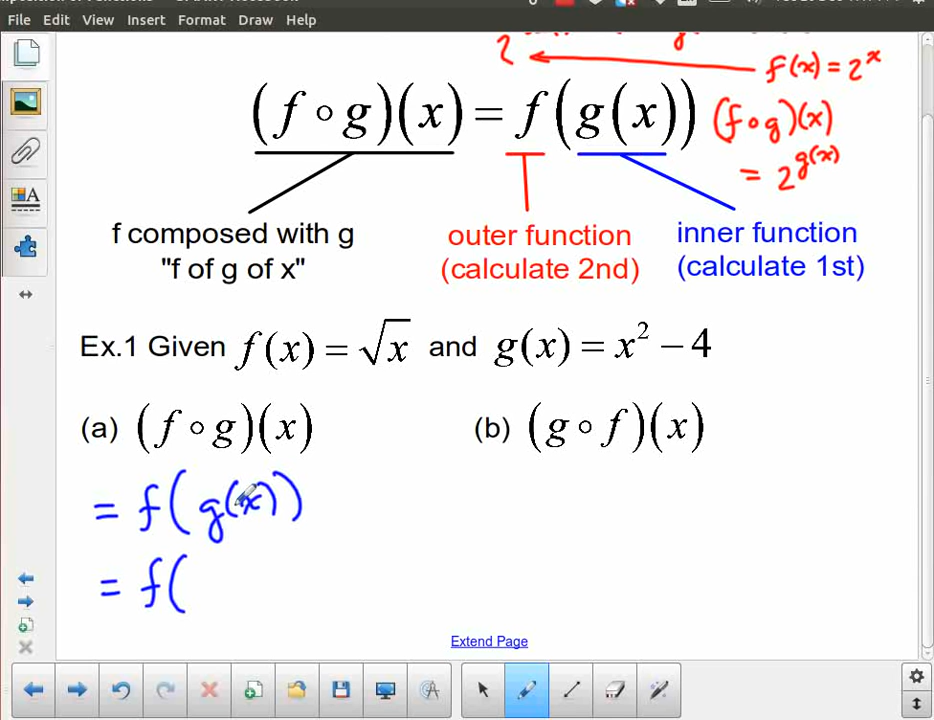 File Edit View Insert Format Draw Help
2
f(x) = 2^x
(f ∘ g)(x) = f(g(x))
(f∘g)(x)
= 2^g(x)
f composed with g
"f of g of x"
outer function
(calculate 2nd)
inner function
(calculate 1st)
Ex.1 Given f(x) = √x and g(x) = x² − 4
(a) (f ∘ g)(x)
(b) (g ∘ f)(x)
= f(g(x))
= f(
Extend Page